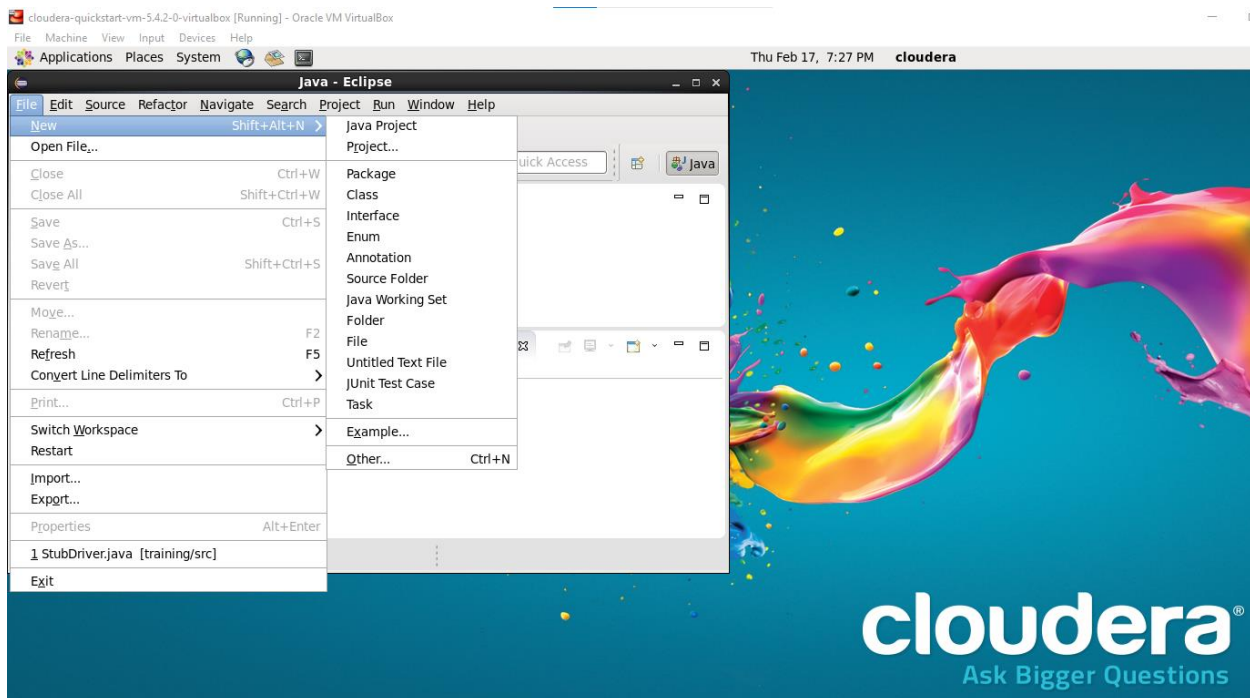 cloudera-quickstart-vm-5.4.2-0-virtualbox [Running] - Oracle VM VirtualBox
File Machine View Input Devices Help
Applications Places System Thu Feb 17, 7:27 PM cloudera
Java - Eclipse
File Edit Source Refactor Navigate Search Project Run Window Help
New Shift+Alt+N
Open File...
Close Ctrl+W
Close All Shift+Ctrl+W
Save Ctrl+S
Save As...
Save All Shift+Ctrl+S
Revert
Move...
Rename... F2
Refresh F5
Convert Line Delimiters To
Print... Ctrl+P
Switch Workspace
Restart
Import...
Export...
Properties Alt+Enter
1 StubDriver.java [training/src]
Exit
Java Project
Project...
Package
Class
Interface
Enum
Annotation
Source Folder
Java Working Set
Folder
File
Untitled Text File
JUnit Test Case
Task
Example...
Other... Ctrl+N
uick Access Java
cloudera®
Ask Bigger Questions